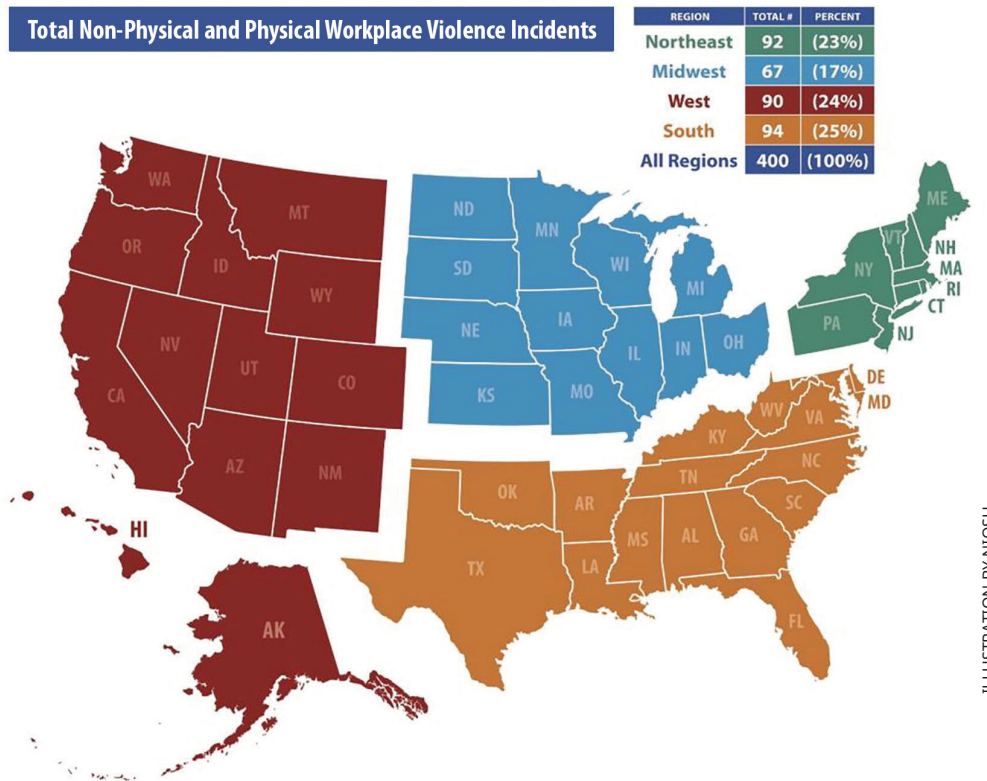 Total Non-Physical and Physical Workplace Violence Incidents
REGION TOTAL # PERCENT
Northeast 92 (23%)
Midwest 67 (17%)
West 90 (24%)
South 94 (25%)
All Regions 400 (100%)
WA
MT
OR
ID
WY
NV
UT
CO
CA
AZ
NM
HI
AK
ND
MN
SD
WI
MI
NE
IA
IL
IN
OH
KS
MO
ME
VT
NH
NY
MA
RI
CT
PA
NJ
DE
MD
WV
VA
KY
NC
TN
OK
AR
SC
MS
AL
GA
TX
LA
FL
ILLUSTRATION BY NIOSH